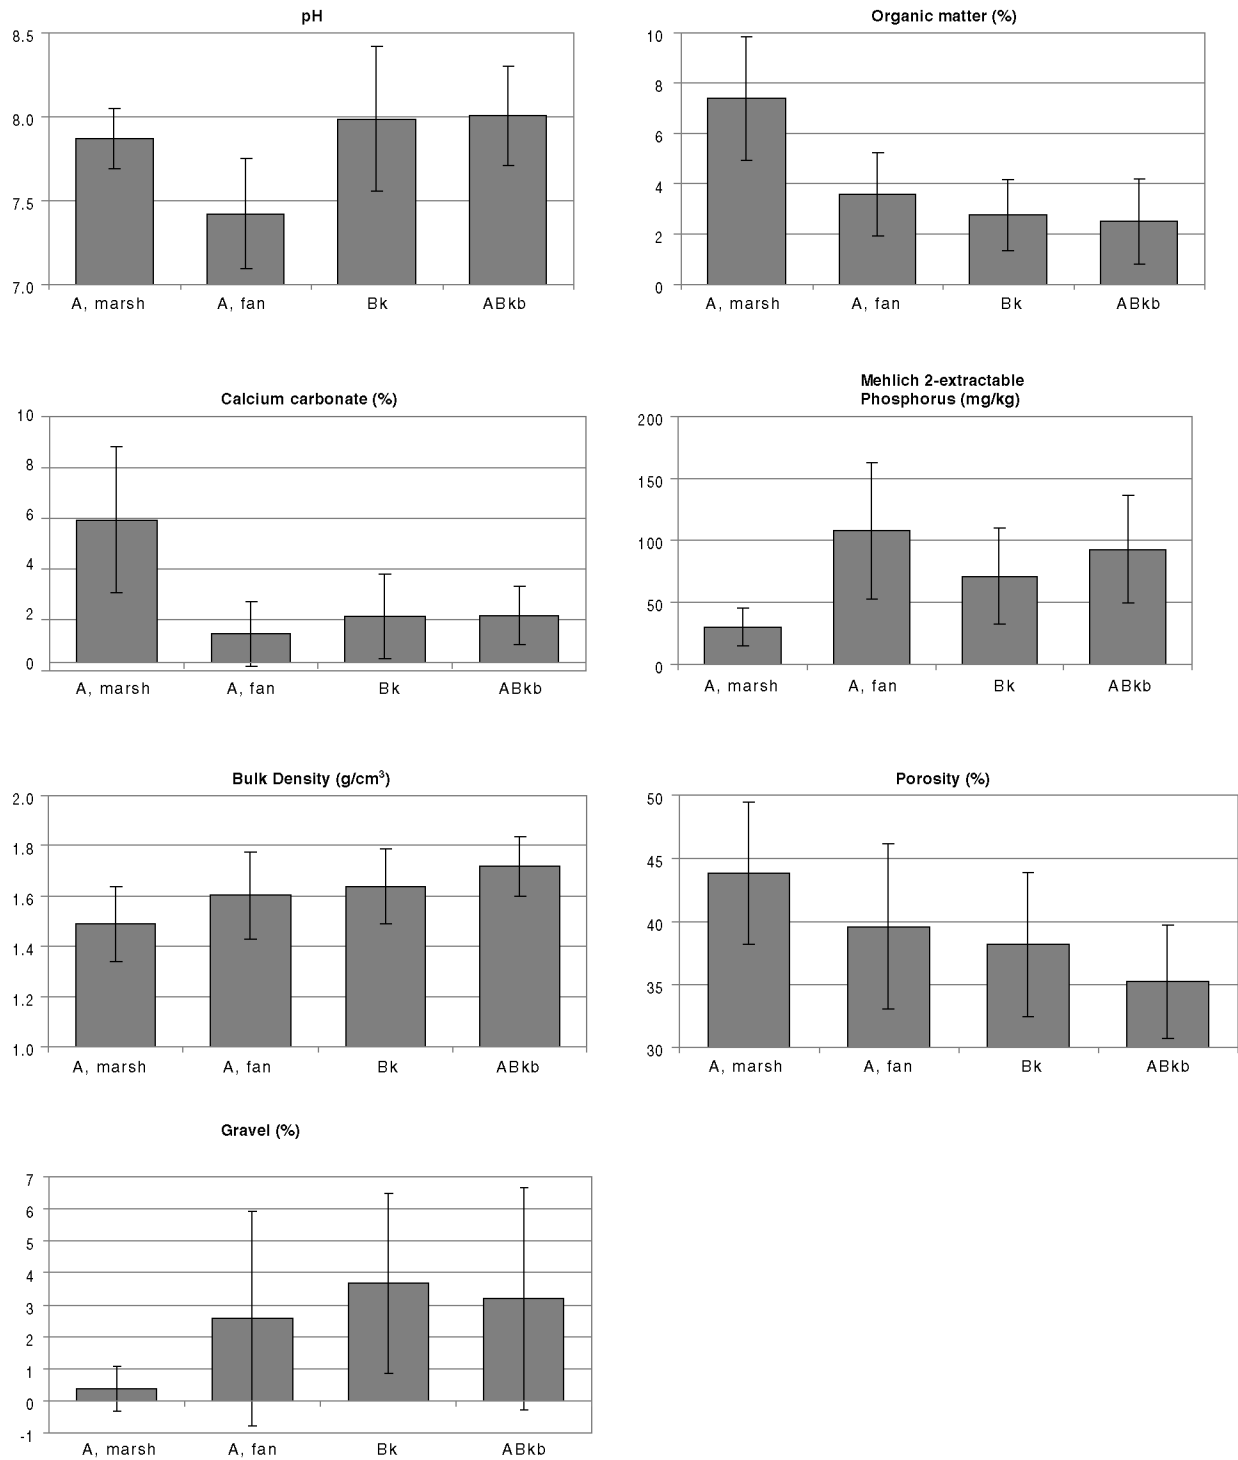 pH
8.5
8.0
7.5
7.0
A, marsh
A, fan
Bk
ABkb
Organic matter (%)
10
8
6
4
2
0
A, marsh
A, fan
Bk
ABkb
Calcium carbonate (%)
10
8
6
4
2
0
A, marsh
A, fan
Bk
ABkb
Mehlich 2-extractable
Phosphorus (mg/kg)
200
150
100
50
0
A, marsh
A, fan
Bk
ABkb
Bulk Density (g/cm³)
2.0
1.8
1.6
1.4
1.2
1.0
A, marsh
A, fan
Bk
ABkb
Porosity (%)
50
45
40
35
30
A, marsh
A, fan
Bk
ABkb
Gravel (%)
7
6
5
4
3
2
1
0
-1
A, marsh
A, fan
Bk
ABkb